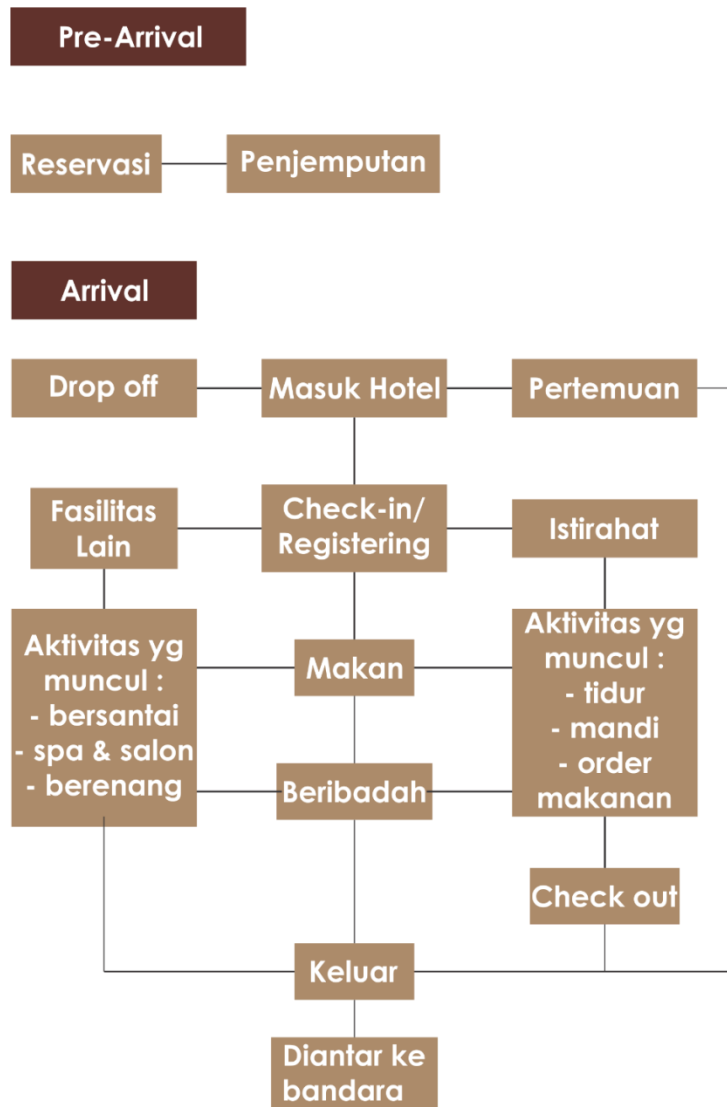 Pre-Arrival
Reservasi
Penjemputan
Arrival
Drop off
Masuk Hotel
Pertemuan
Fasilitas
Lain
Check-in/
Registering
Istirahat
Aktivitas yg
muncul :
- bersantai
- spa & salon
- berenang
Makan
Aktivitas yg
muncul :
- tidur
- mandi
- order
makanan
Beribadah
Check out
Keluar
Diantar ke
bandara